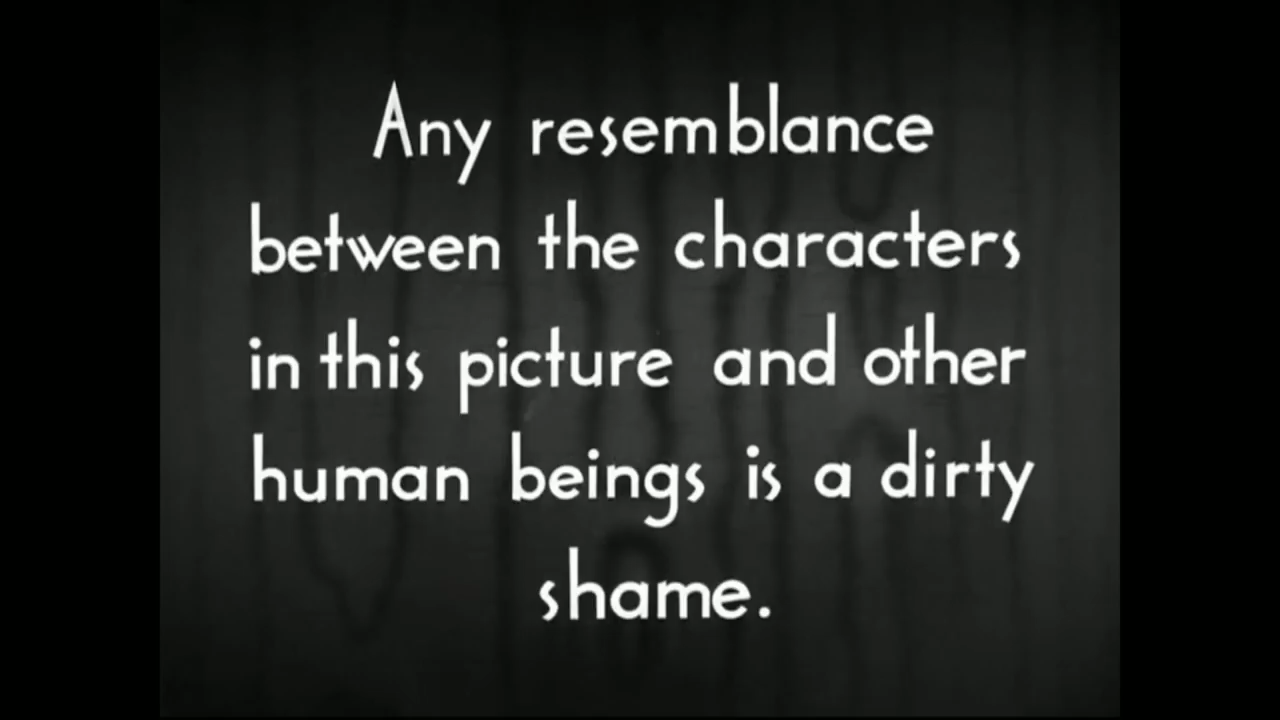 Any resemblance
between the characters
in this picture and other
human beings is a dirty
shame.